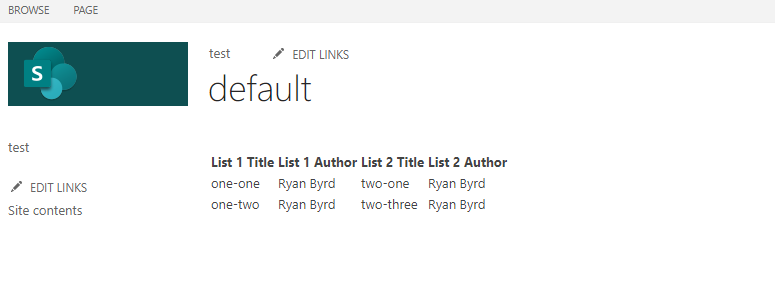 BROWSE PAGE
S
test EDIT LINKS
default
test
EDIT LINKS
Site contents
List 1 Title List 1 Author List 2 Title List 2 Author
one-one Ryan Byrd two-one Ryan Byrd
one-two Ryan Byrd two-three Ryan Byrd